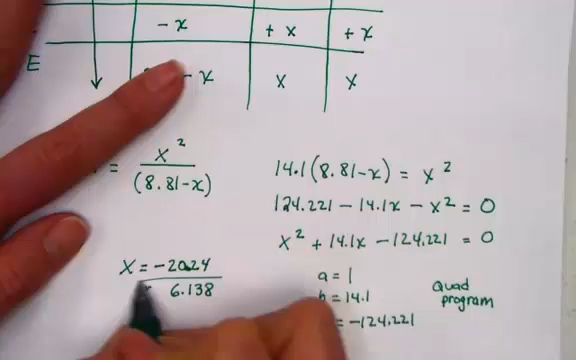 - x + x + x
E - x x x
= x² / (8.81-x)
14.1(8.81-x) = x²
124.221 - 14.1x - x² = 0
x² + 14.1x - 124.221 = 0
x = -20.24
6.138
a = 1
b = 14.1
= -124.221
Quad
program